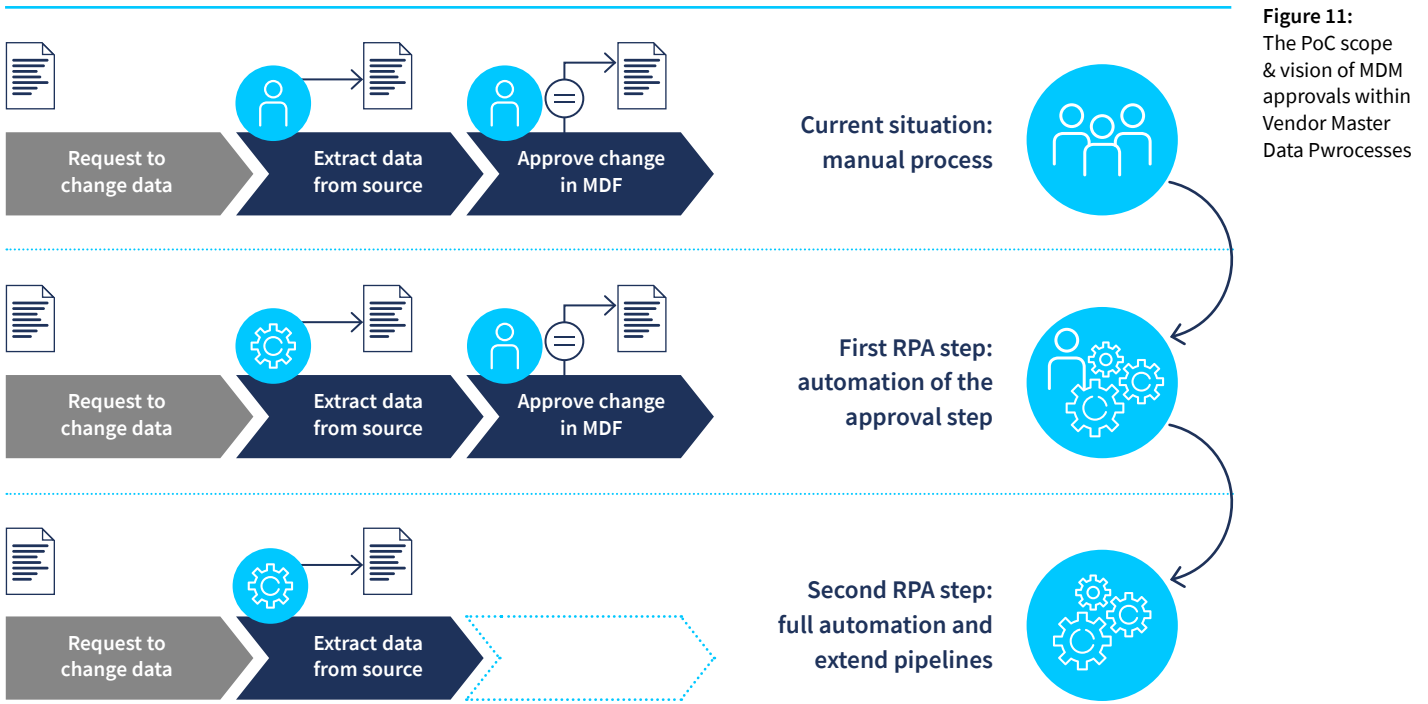 Figure 11:
The PoC scope
& vision of MDM
approvals within
Vendor Master
Data Pwrocesses
Request to
change data
Extract data
from source
Approve change
in MDF
Current situation:
manual process
Request to
change data
Extract data
from source
Approve change
in MDF
First RPA step:
automation of the
approval step
Request to
change data
Extract data
from source
Second RPA step:
full automation and
extend pipelines